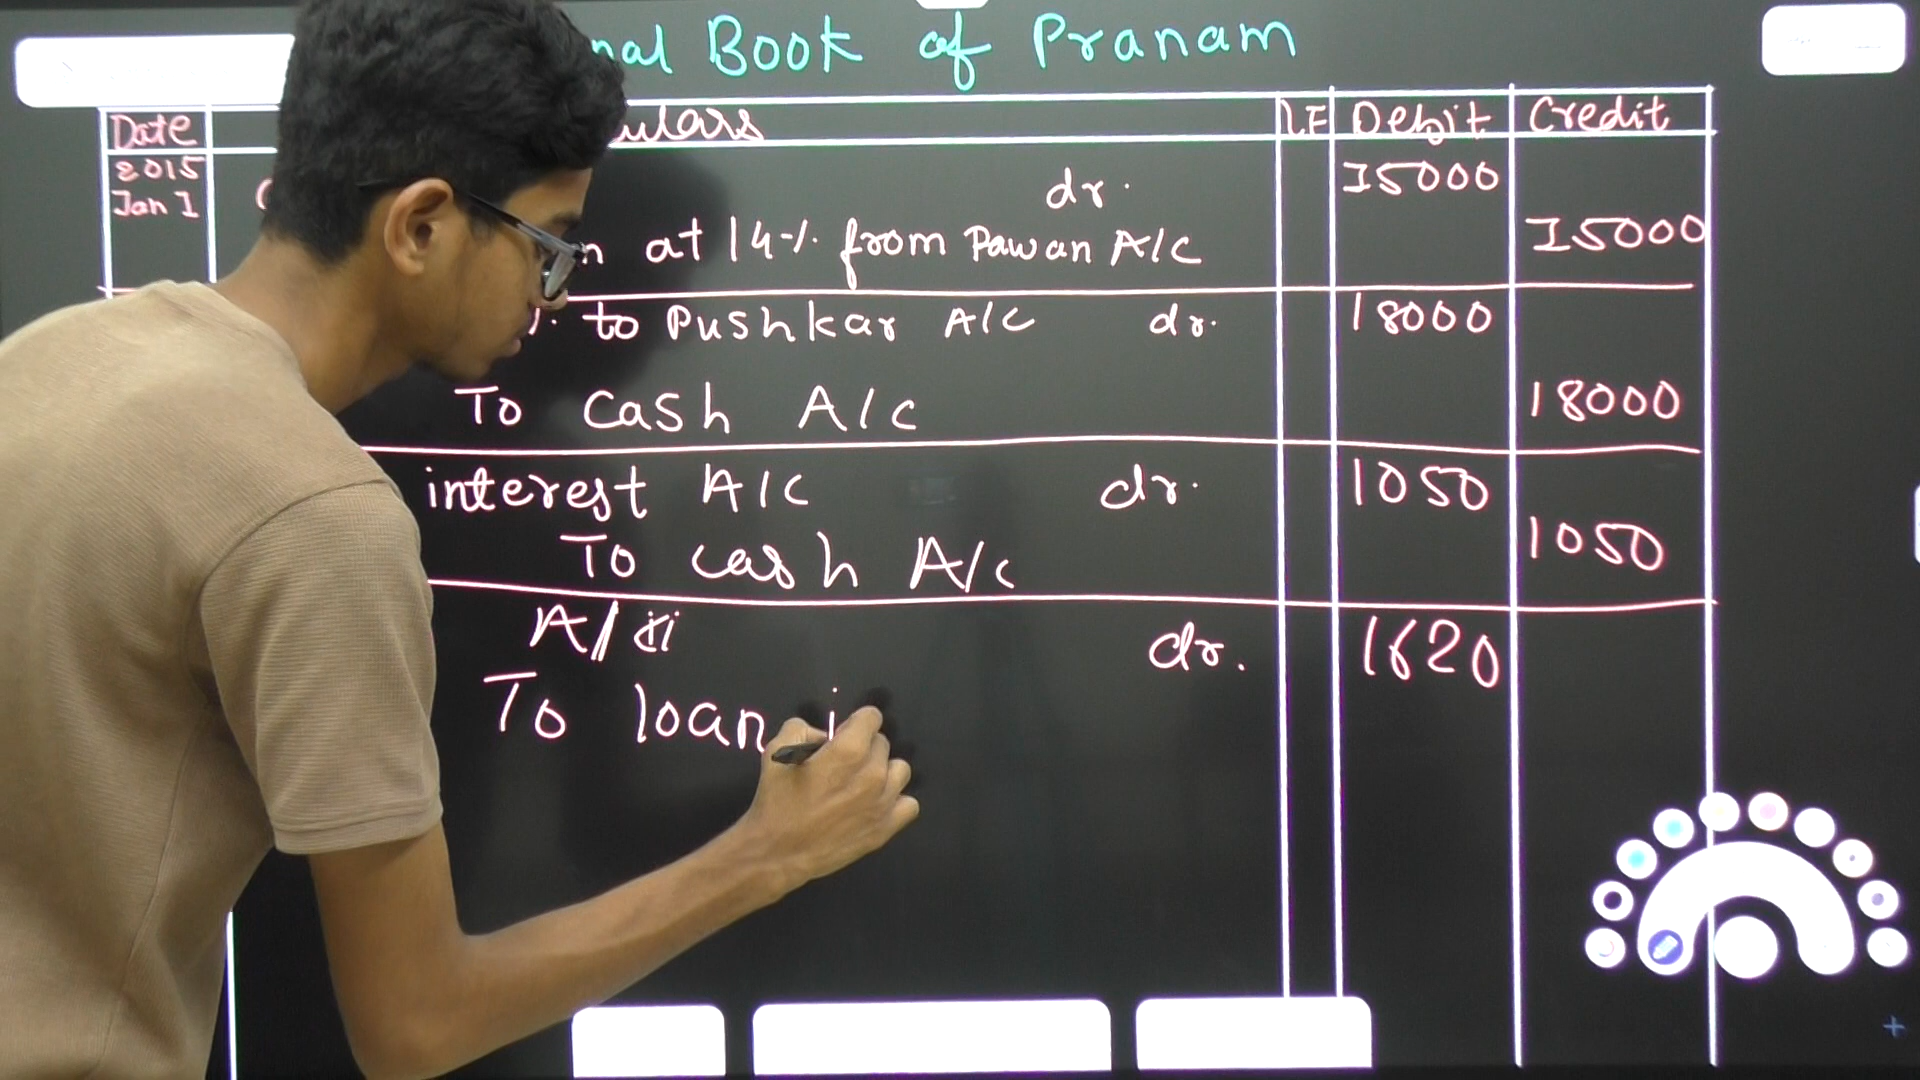 nal Book of Pranam
Date ulars LF Debit Credit
2015 dr. 15000
Jan 1
n at 14% from Pawan A/C 15000
%. to Pushkar A/C dr. 18000
To Cash A/C 18000
interest A/C dr. 1050
To cash A/c 1050
A/ dr. 1620
To loan i